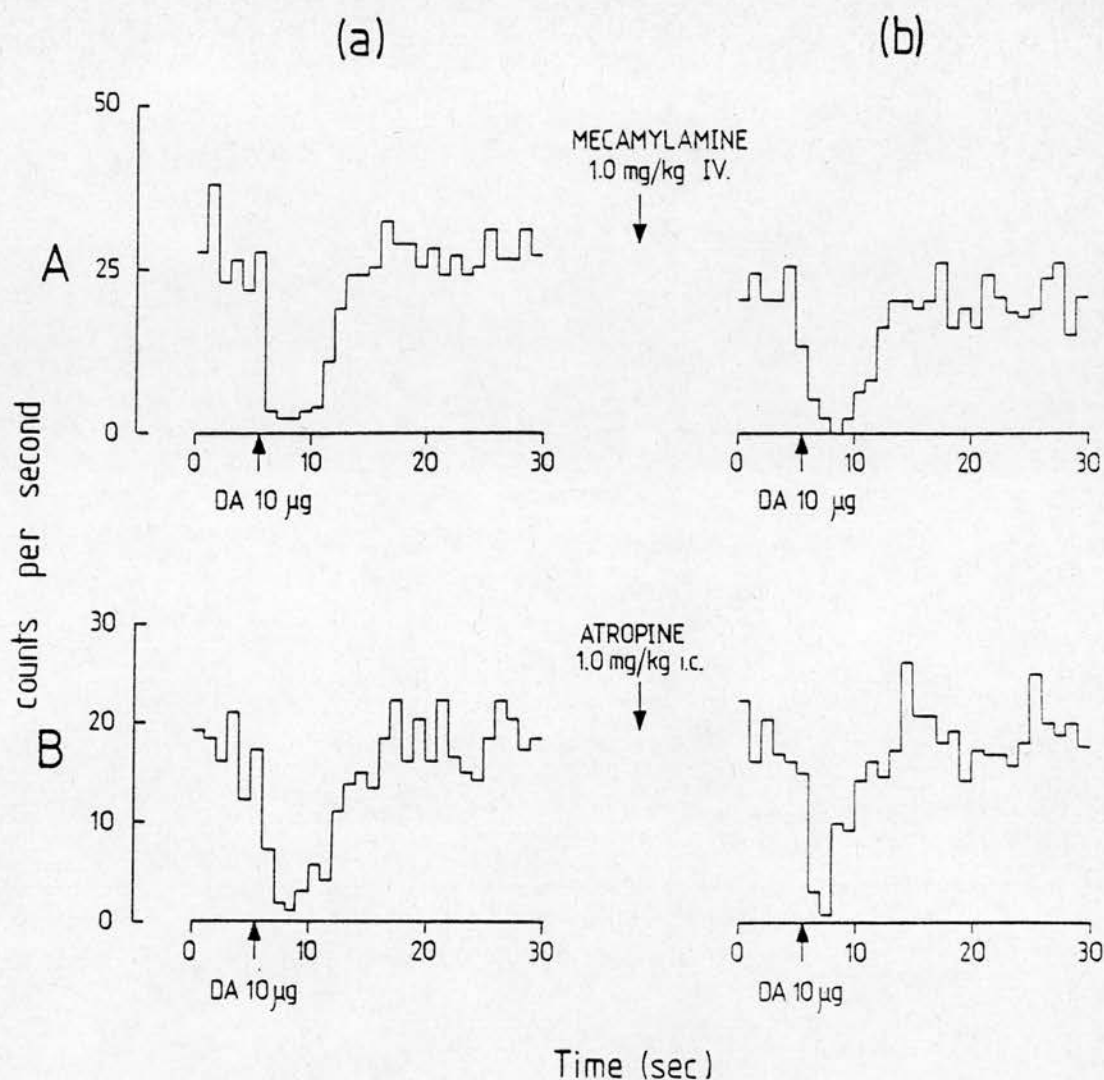 (a)
(b)
counts per second
A
50
25
0
0 10 20 30
DA 10 µg
MECAMYLAMINE
1.0 mg/kg IV.
0 10 20 30
DA 10 µg
B
30
20
10
0
0 10 20 30
DA 10 µg
ATROPINE
1.0 mg/kg I.C.
0 10 20 30
DA 10 µg
Time (sec)